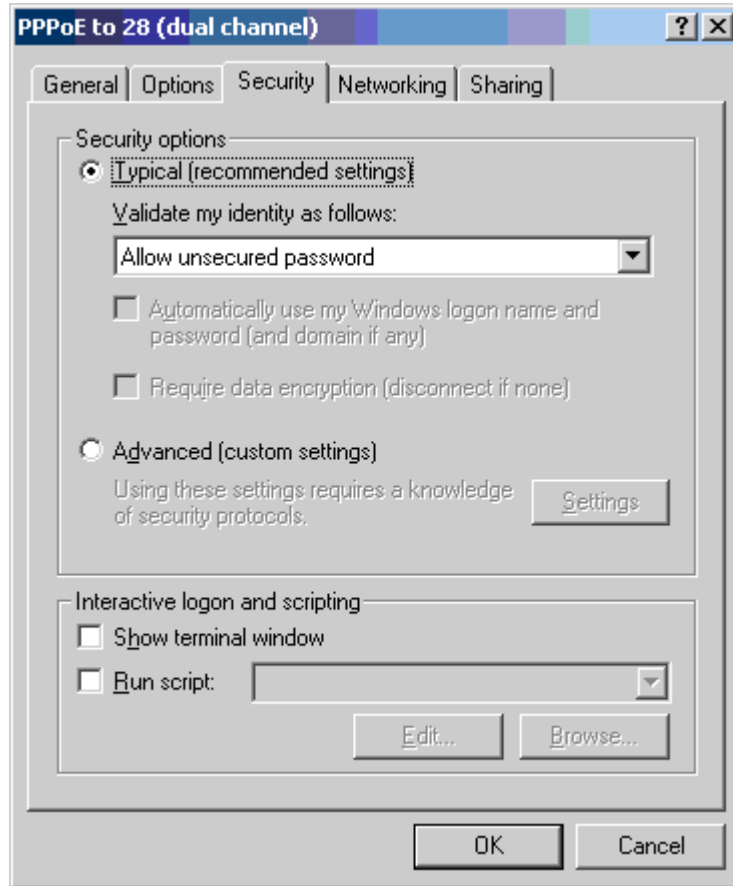 PPPoE to 28 (dual channel)
General Options Security Networking Sharing
Security options
Typical (recommended settings)
Validate my identity as follows:
Allow unsecured password
Automatically use my Windows logon name and
password (and domain if any)
Require data encryption (disconnect if none)
Advanced (custom settings)
Using these settings requires a knowledge
of security protocols.
Settings
Interactive logon and scripting
Show terminal window
Run script:
Edit... Browse...
OK Cancel